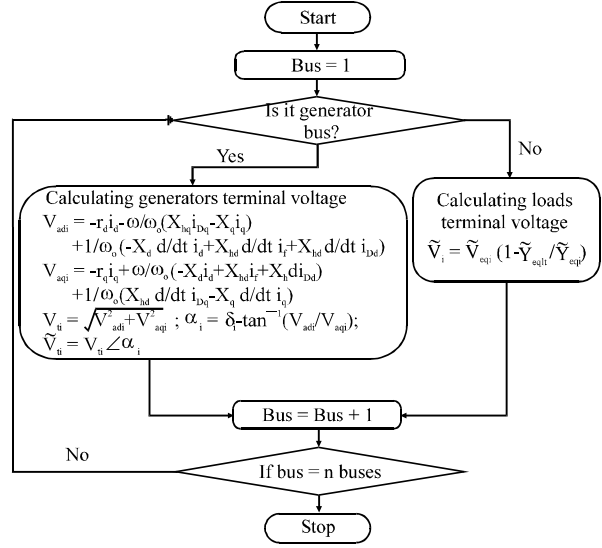 Start
Bus = 1
Is it generator
bus?
Yes
No
Calculating generators terminal voltage
V_adi = -r_d i_d - ω/ω_o (X_hq i_Dq - X_q i_q)
+1/ω_o (-X_d d/dt i_d + X_hd d/dt i_f + X_hd d/dt i_Dd)
V_aqi = -r_q i_q + ω/ω_o (-X_d i_d + X_hd i_f + X_h d i_Dd)
+1/ω_o (X_hd d/dt i_Dq - X_q d/dt i_q)
V_ti = √(V²_adi + V²_aqi) ; α_i = δ_i - tan⁻¹ (V_adi/V_aqi);
Ṽ_ti = V_ti ∠α_i
Calculating loads
terminal voltage
Ṽ_i = Ṽ_eqi (1-Ỹ_eqlt/Ỹ_eqi)
Bus = Bus + 1
No
If bus = n buses
Stop